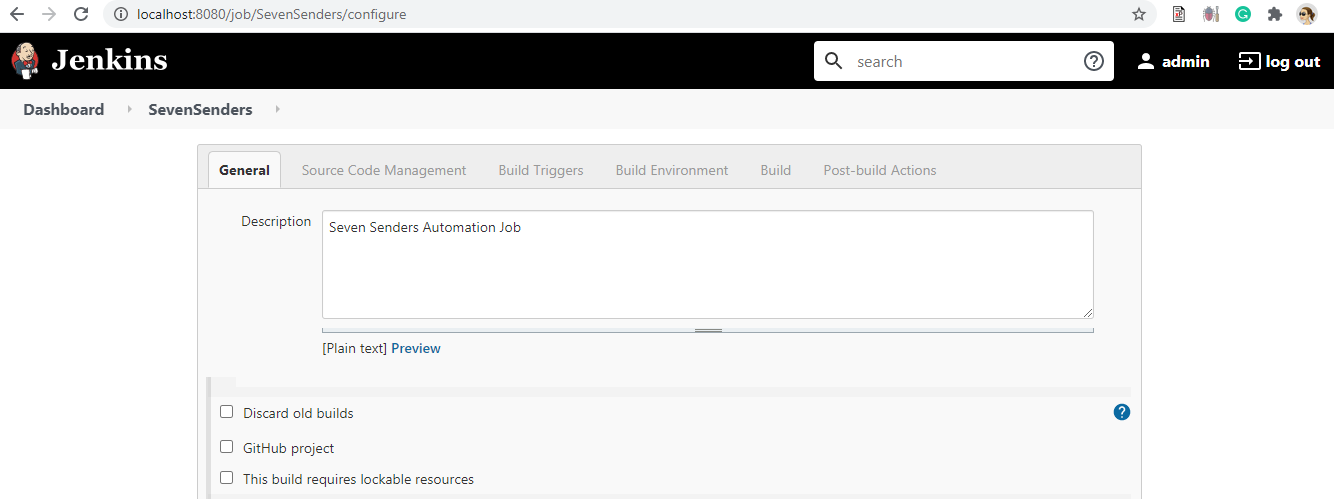 localhost:8080/job/SevenSenders/configure
Jenkins
search
?
admin
log out
Dashboard
SevenSenders
General
Source Code Management
Build Triggers
Build Environment
Build
Post-build Actions
Description
Seven Senders Automation Job
[Plain text] Preview
Discard old builds
?
GitHub project
This build requires lockable resources